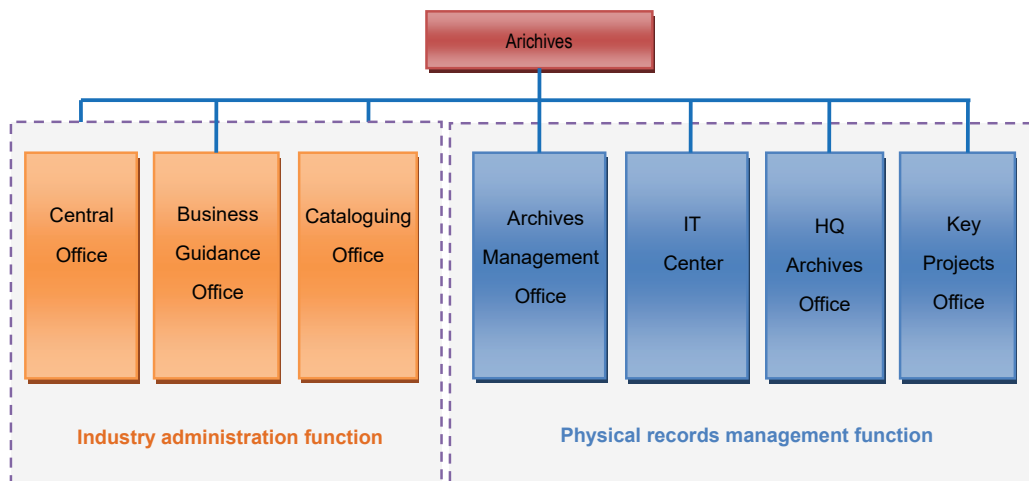 Arichives
Central
Office
Business
Guidance
Office
Cataloguing
Office
Archives
Management
Office
IT
Center
HQ
Archives
Office
Key
Projects
Office
Industry administration function
Physical records management function